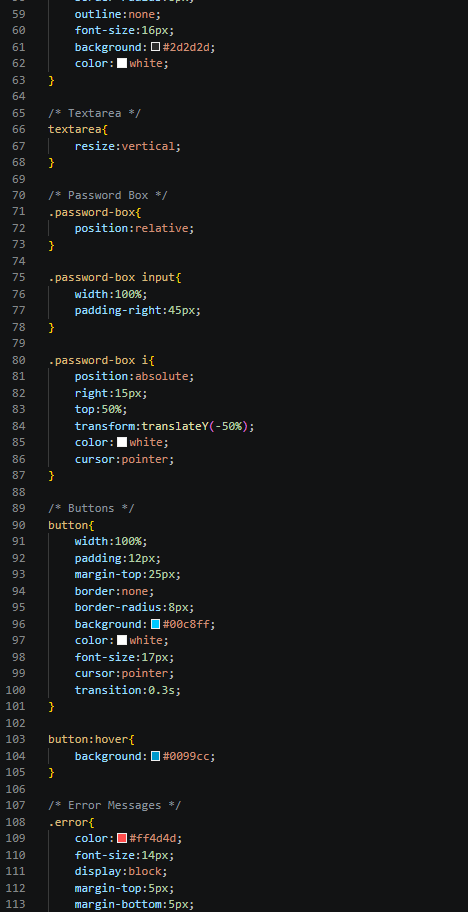 59 outline:none;
60 font-size:16px;
61 background:#2d2d2d;
62 color:white;
63 }
64
65 /* Textarea */
66 textarea{
67 resize:vertical;
68 }
69
70 /* Password Box */
71 .password-box{
72 position:relative;
73 }
74
75 .password-box input{
76 width:100%;
77 padding-right:45px;
78 }
79
80 .password-box i{
81 position:absolute;
82 right:15px;
83 top:50%;
84 transform:translateY(-50%);
85 color:white;
86 cursor:pointer;
87 }
88
89 /* Buttons */
90 button{
91 width:100%;
92 padding:12px;
93 margin-top:25px;
94 border:none;
95 border-radius:8px;
96 background:#00c8ff;
97 color:white;
98 font-size:17px;
99 cursor:pointer;
100 transition:0.3s;
101 }
102
103 button:hover{
104 background:#0099cc;
105 }
106
107 /* Error Messages */
108 .error{
109 color:#ff4d4d;
110 font-size:14px;
111 display:block;
112 margin-top:5px;
113 margin-bottom:5px;